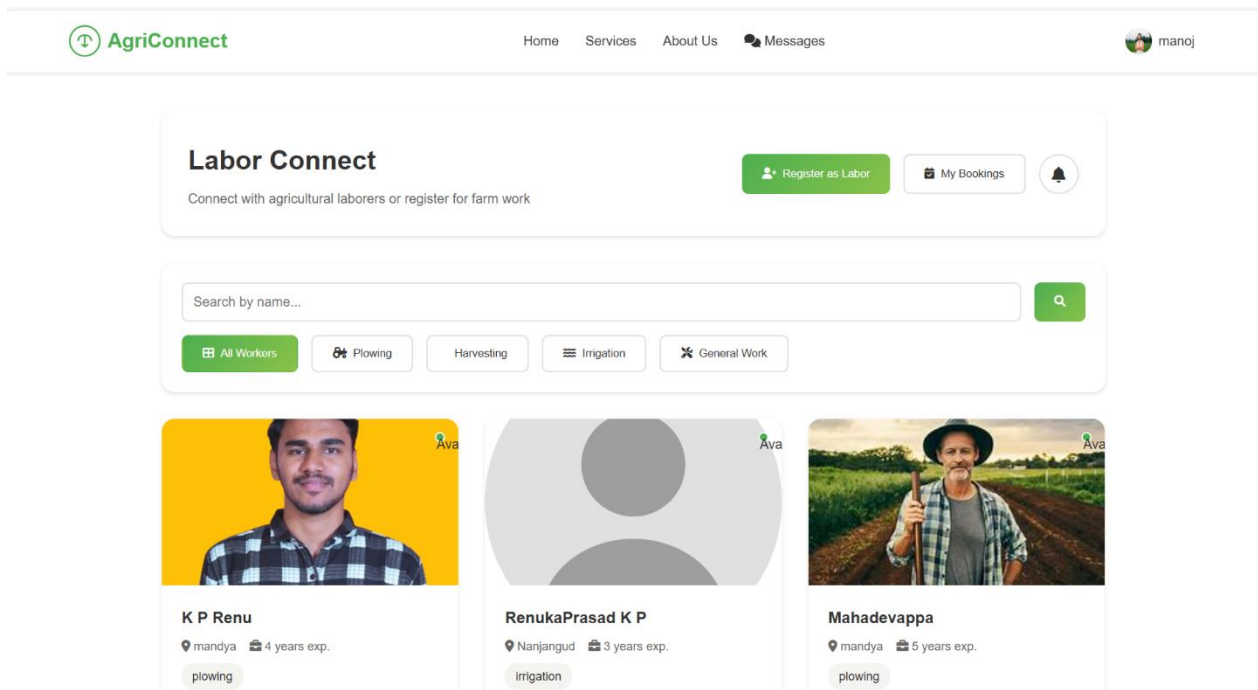 AgriConnect
Home Services About Us Messages
manoj
Labor Connect
Connect with agricultural laborers or register for farm work
Register as Labor
My Bookings
Search by name...
All Workers
Plowing
Harvesting
Irrigation
General Work
Ava
Ava
Ava
K P Renu
mandya 4 years exp.
plowing
RenukaPrasad K P
Nanjangud 3 years exp.
irrigation
Mahadevappa
mandya 5 years exp.
plowing